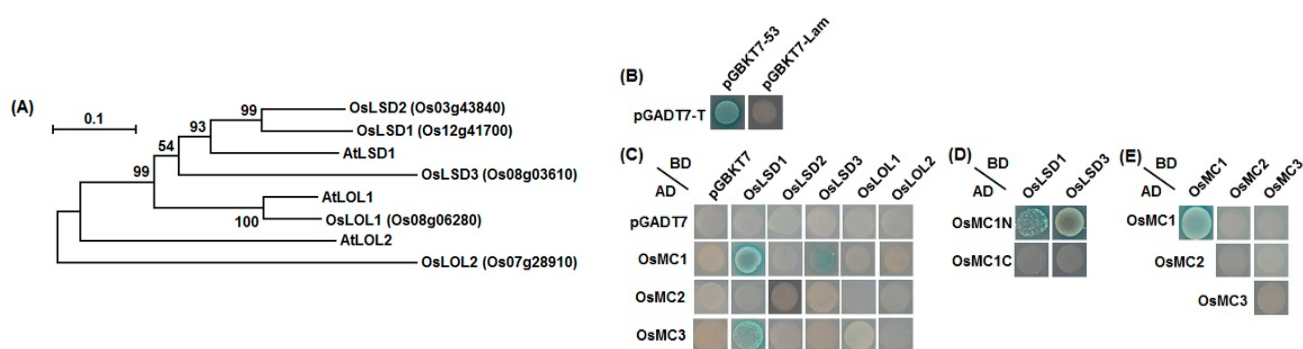 (A)
0.1
99
OsLSD2 (Os03g43840)
93
OsLSD1 (Os12g41700)
54
AtLSD1
99
OsLSD3 (Os08g03610)
AtLOL1
100
OsLOL1 (Os08g06280)
AtLOL2
OsLOL2 (Os07g28910)
(B)
pGBKT7-53
pGBKT7-Lam
pGADT7-T
(C)
BD
AD
pGBKT7
OsLSD1
OsLSD2
OsLSD3
OsLOL1
OsLOL2
pGADT7
OsMC1
OsMC2
OsMC3
(D)
BD
AD
OsLSD1
OsLSD3
OsMC1N
OsMC1C
(E)
BD
AD
OsMC1
OsMC2
OsMC3
OsMC1
OsMC2
OsMC3